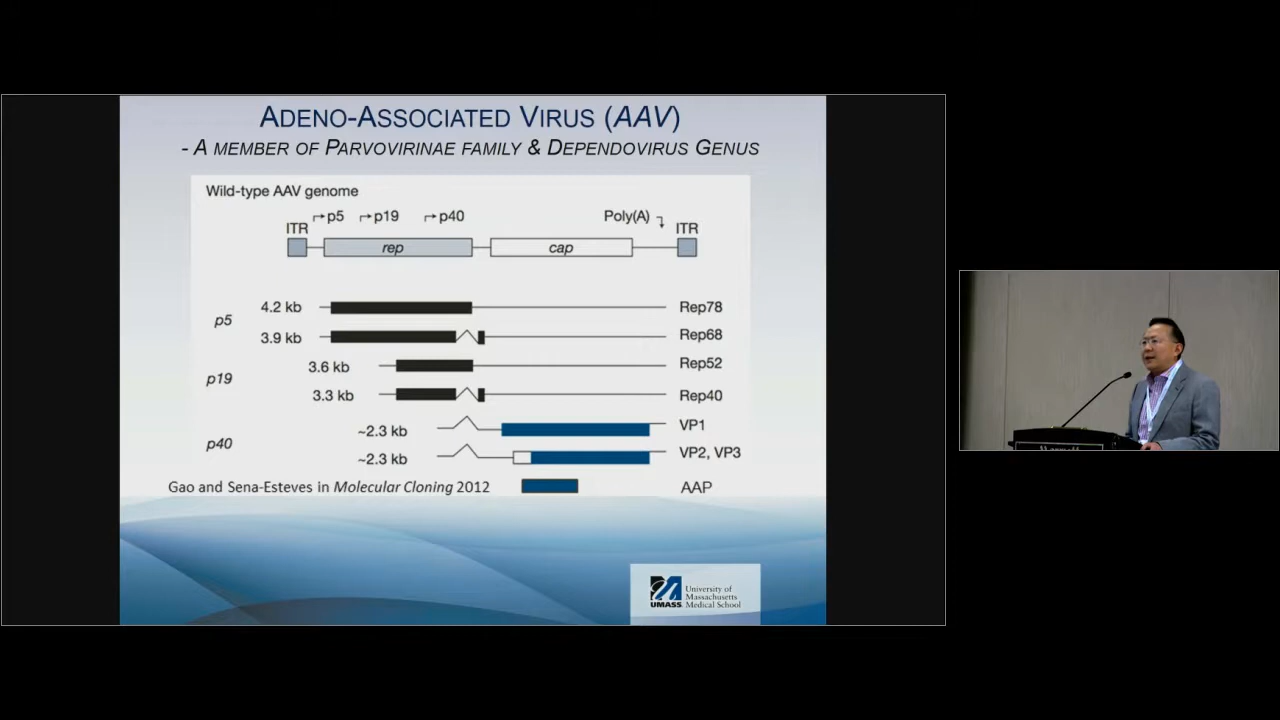 ADENO-ASSOCIATED VIRUS (AAV)
- A MEMBER OF PARVOVIRINAE FAMILY & DEPENDOVIRUS GENUS
Wild-type AAV genome
p5 p19 p40 Poly(A)
ITR ITR
rep cap
4.2 kb Rep78
p5
3.9 kb Rep68
3.6 kb Rep52
p19
3.3 kb Rep40
~2.3 kb VP1
p40
~2.3 kb VP2, VP3
Gao and Sena-Esteves in Molecular Cloning 2012 AAP
University of
Massachusetts
UMASS. Medical School